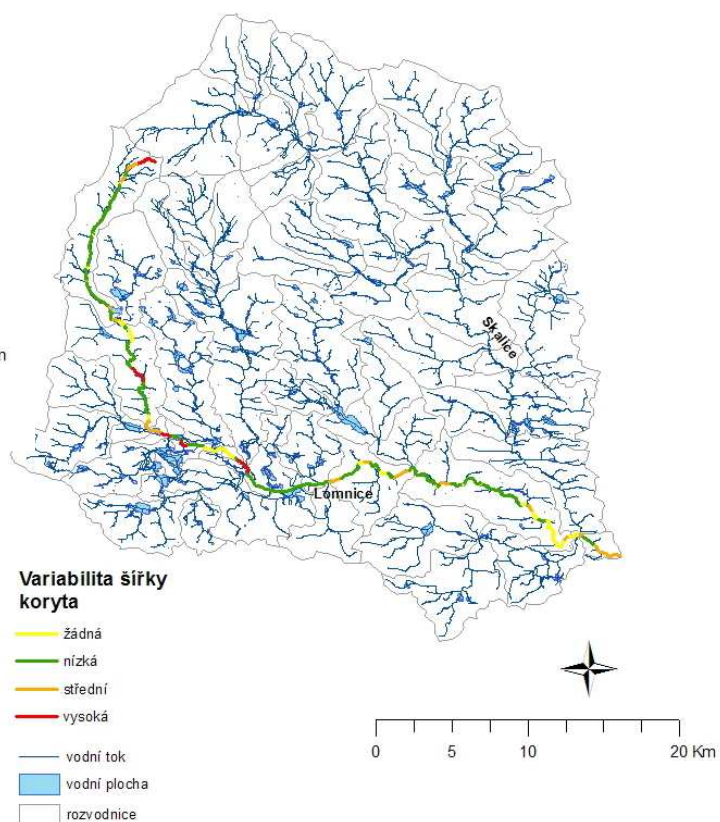 m
Skalice
Lomnice
Variabilita šířky
koryta
žádná
nízká
střední
vysoká
vodní tok
vodní plocha
rozvodnice
0 5 10 20 Km